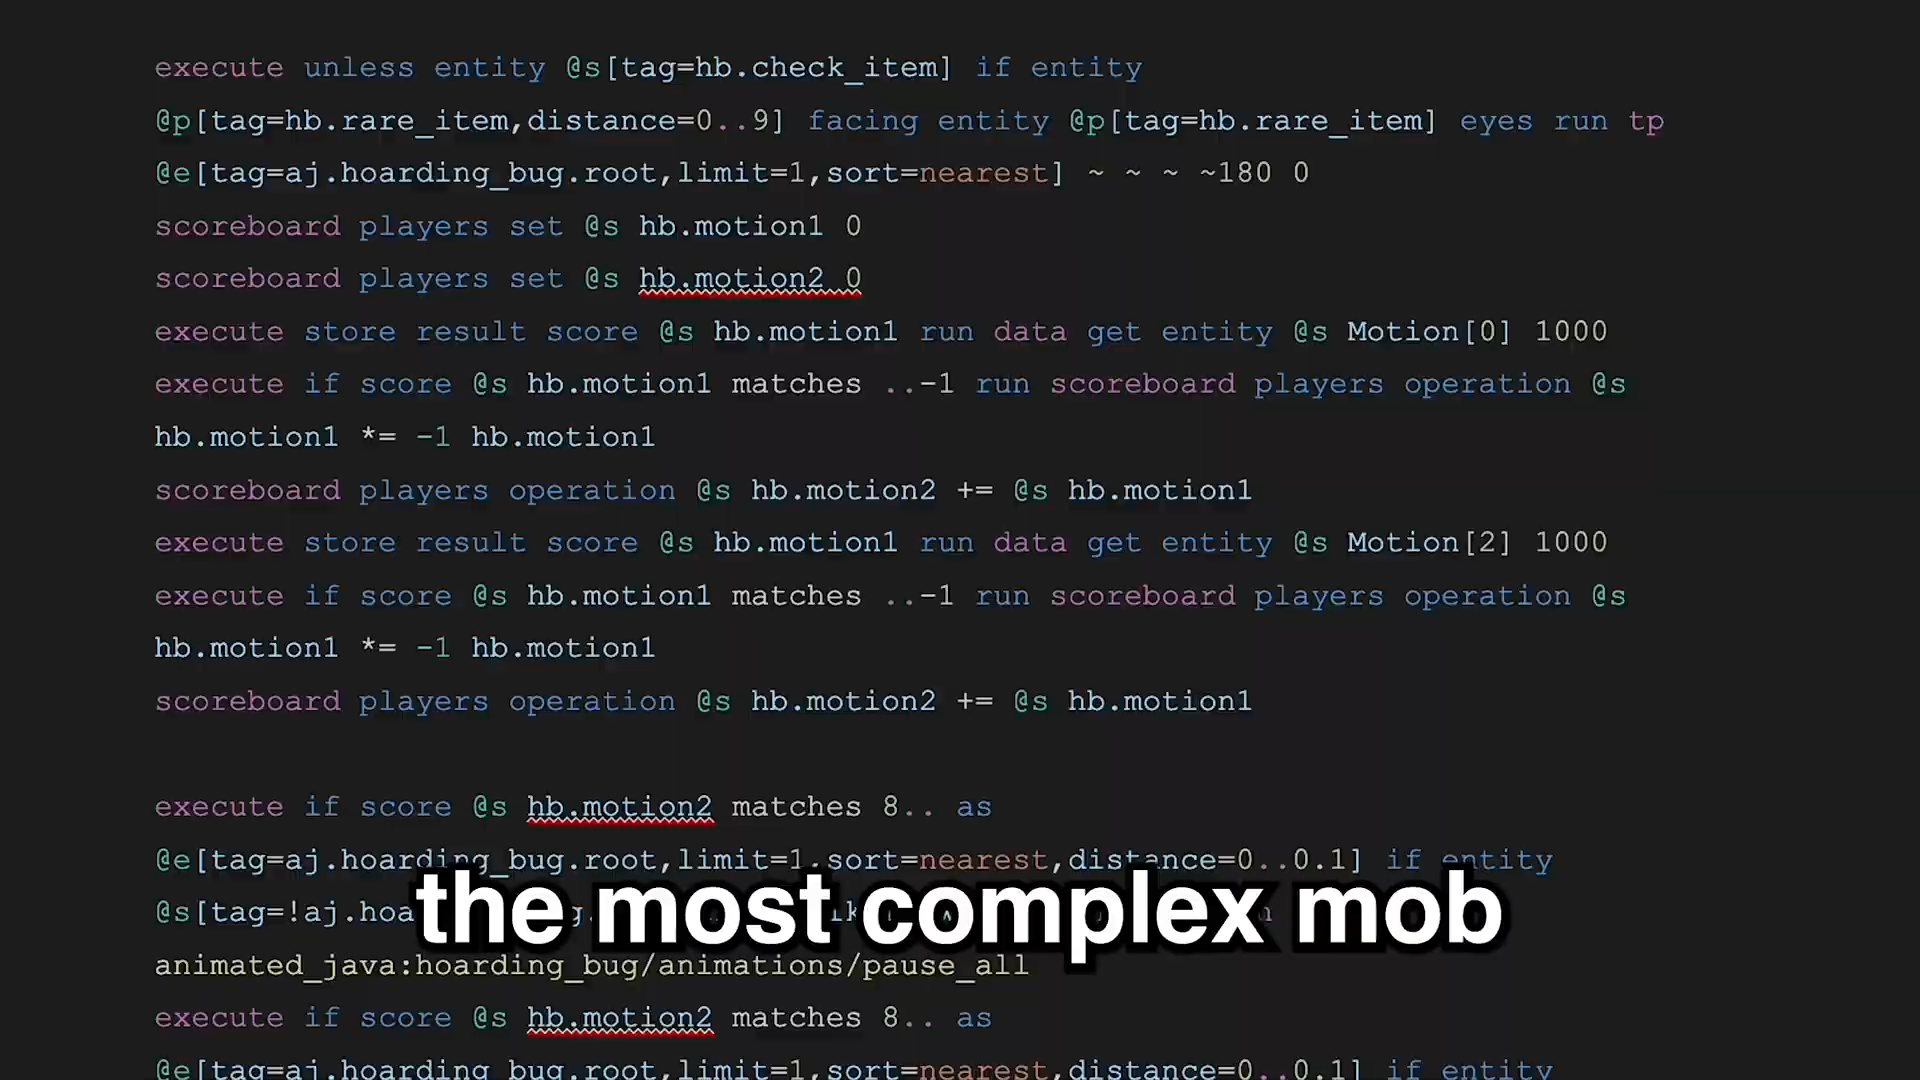 execute unless entity @s[tag=hb.check_item] if entity
@p[tag=hb.rare_item,distance=0..9] facing entity @p[tag=hb.rare_item] eyes run tp
@e[tag=aj.hoarding_bug.root,limit=1,sort=nearest] ~ ~ ~ ~180 0
scoreboard players set @s hb.motion1 0
scoreboard players set @s hb.motion2 0
execute store result score @s hb.motion1 run data get entity @s Motion[0] 1000
execute if score @s hb.motion1 matches ..-1 run scoreboard players operation @s
hb.motion1 *= -1 hb.motion1
scoreboard players operation @s hb.motion2 += @s hb.motion1
execute store result score @s hb.motion1 run data get entity @s Motion[2] 1000
execute if score @s hb.motion1 matches ..-1 run scoreboard players operation @s
hb.motion1 *= -1 hb.motion1
scoreboard players operation @s hb.motion2 += @s hb.motion1
execute if score @s hb.motion2 matches 8.. as
@e[tag=aj.hoarding_bug.root,limit=1,sort=nearest,distance=0..0.1] if entity
the most complex mob
animated_java:hoarding_bug/animations/pause_all
execute if score @s hb.motion2 matches 8.. as
@e[tag=aj.hoarding_bug.root,limit=1,sort=nearest,distance=0..0.1] if entity